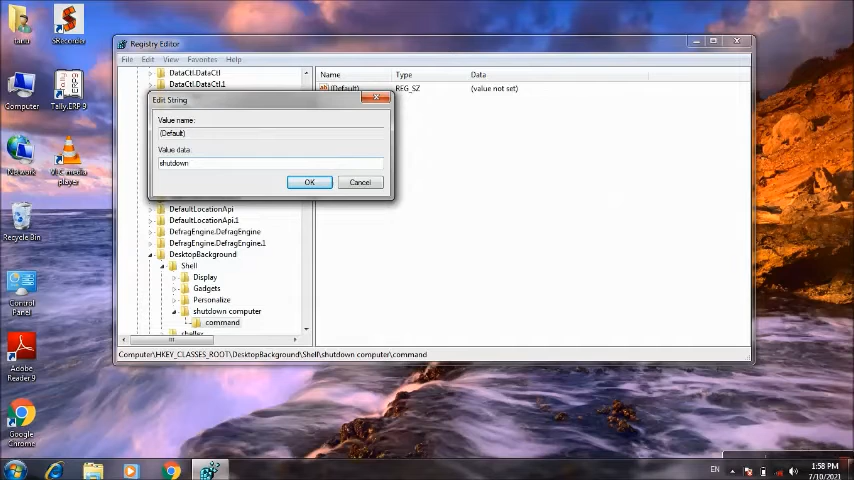 tanu
SRecorder
Computer
Tally.ERP 9
Network
VLC media
player
Recycle Bin
Control
Panel
Adobe
Reader 9
Google
Chrome
Registry Editor
File Edit View Favorites Help
DataCtl.DataCtl
DataCtl.DataCtl.1
Name Type Data
(Default) REG_SZ (value not set)
Edit String
Value name:
(Default)
Value data:
shutdown
OK Cancel
DefaultLocationApi
DefaultLocationApi.1
DefragEngine.DefragEngine
DefragEngine.DefragEngine.1
DesktopBackground
Shell
Display
Gadgets
Personalize
shutdown computer
command
shellex
Computer\HKEY_CLASSES_ROOT\DesktopBackground\Shell\shutdown computer\command
EN
1:58 PM
7/10/2021